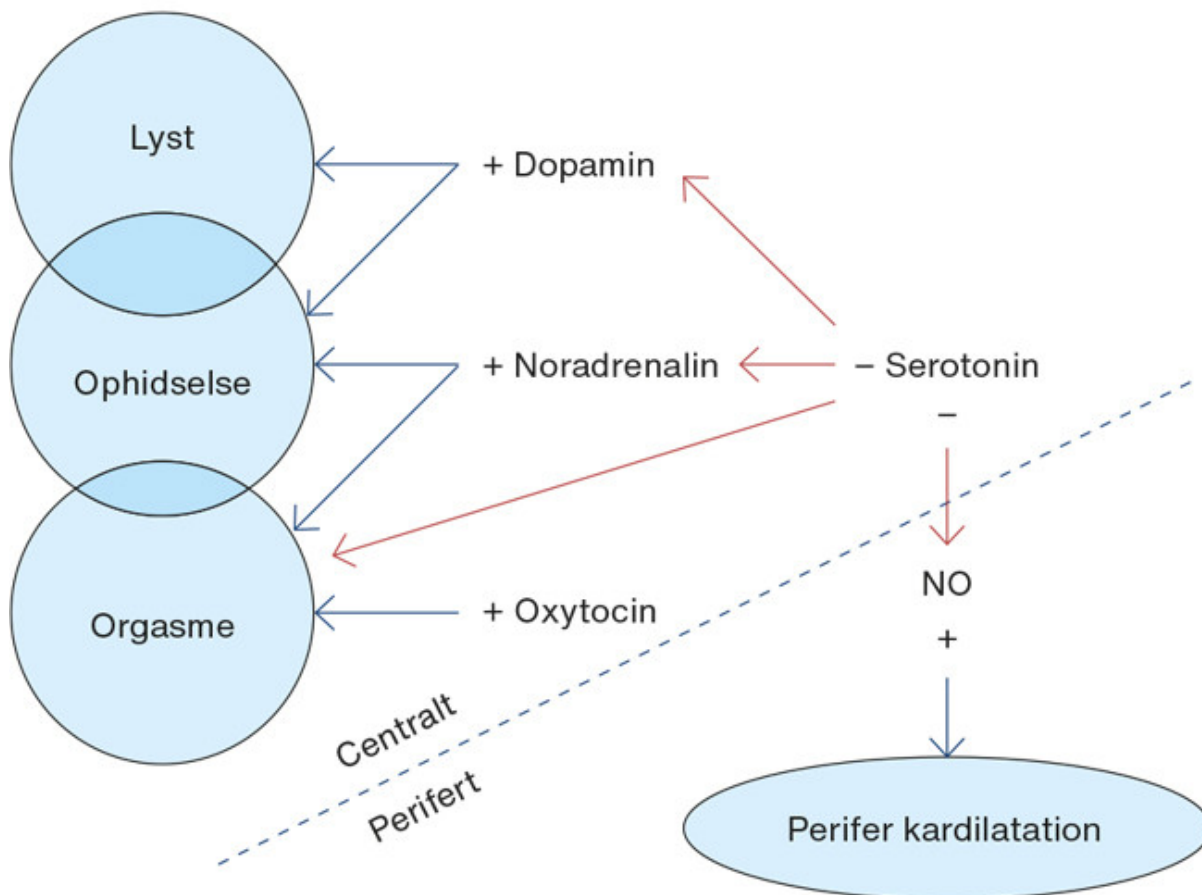 Lyst
+ Dopamin
Ophidselse
+ Noradrenalin
– Serotonin
–
Orgasme
+ Oxytocin
NO
+
Centralt
Perifert
Perifer kardilatation